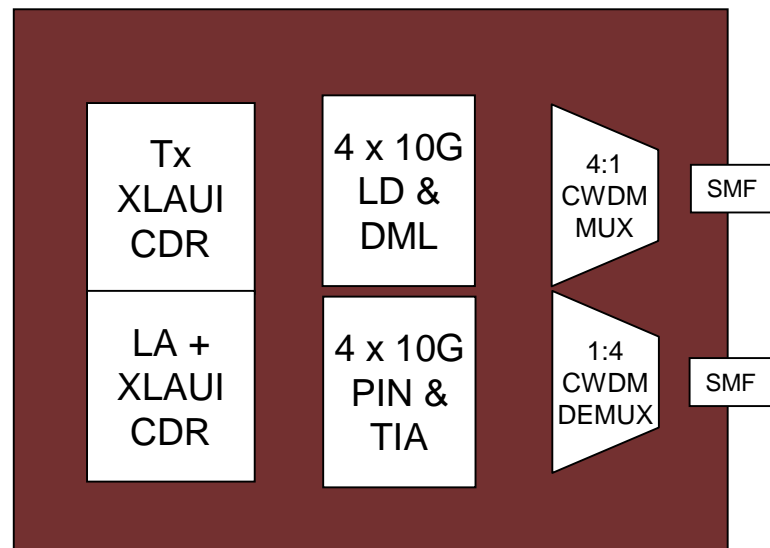 Tx
XLAUI
CDR
4 x 10G
LD &
DML
4:1
CWDM
MUX
SMF
LA +
XLAUI
CDR
4 x 10G
PIN &
TIA
1:4
CWDM
DEMUX
SMF